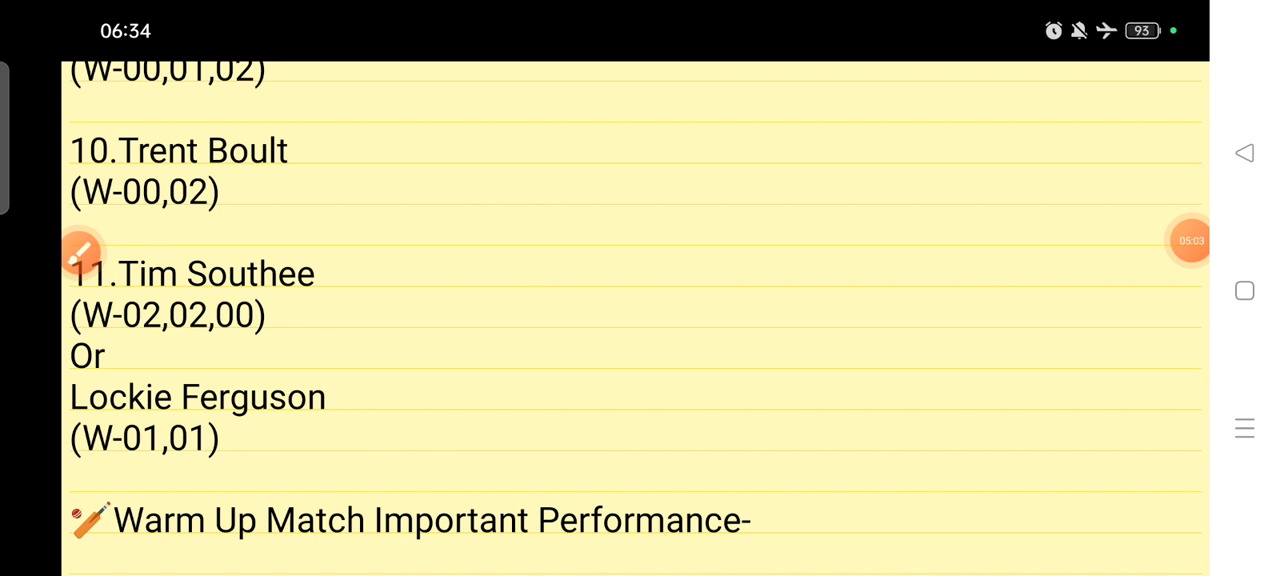 06:34
93
(W-00,01,02)
10.Trent Boult
(W-00,02)
05:03
11.Tim Southee
(W-02,02,00)
Or
Lockie Ferguson
(W-01,01)
Warm Up Match Important Performance-